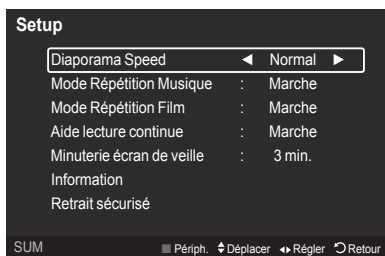 Setup
Diaporama Speed ◄ Normal ►
Mode Répétition Musique : Marche
Mode Répétition Film : Marche
Aide lecture continue : Marche
Minuterie écran de veille : 3 min.
Information
Retrait sécurisé
SUM Périph. Déplacer Régler Retour